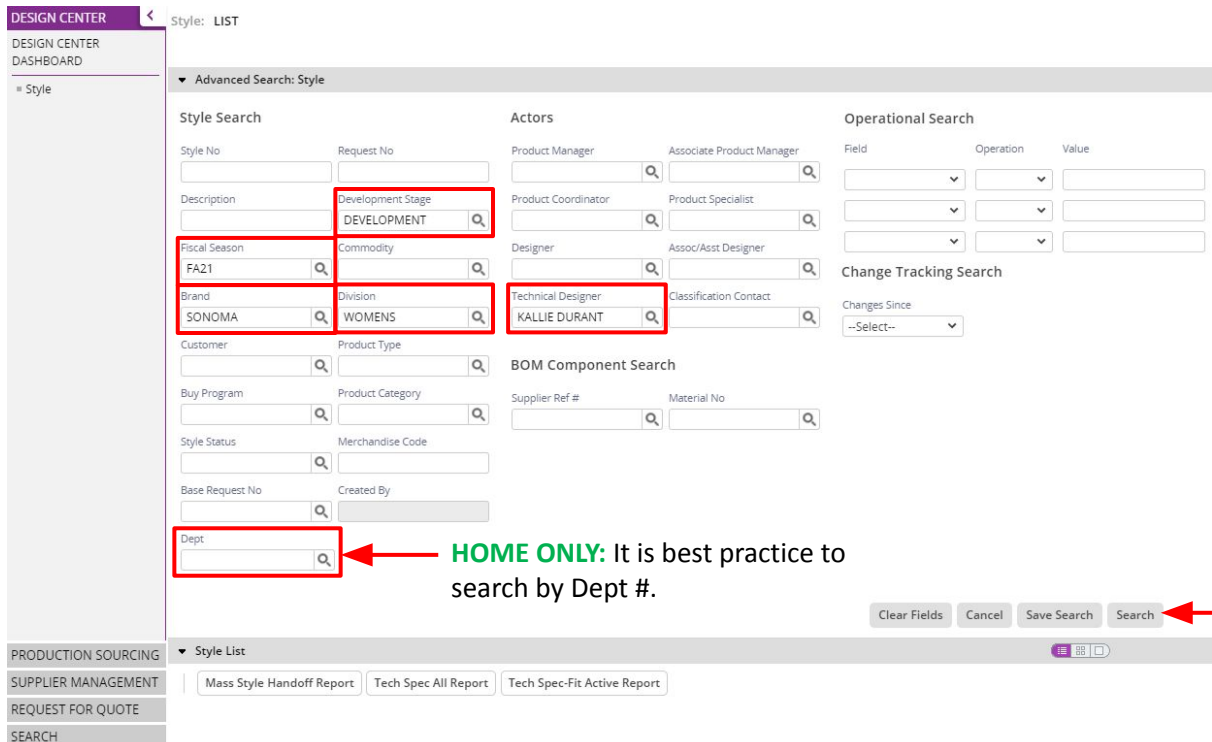 DESIGN CENTER
Style: LIST
DESIGN CENTER
DASHBOARD
Style
Advanced Search: Style
Style Search
Actors
Operational Search
Style No
Request No
Product Manager
Associate Product Manager
Field
Operation
Value
Description
Development Stage
DEVELOPMENT
Product Coordinator
Product Specialist
Fiscal Season
FA21
Commodity
Designer
Assoc/Asst Designer
Change Tracking Search
Brand
SONOMA
Division
WOMENS
Technical Designer
KALLIE DURANT
Classification Contact
Changes Since
--Select--
Customer
Product Type
BOM Component Search
Buy Program
Product Category
Supplier Ref #
Material No
Style Status
Merchandise Code
Base Request No
Created By
Dept
HOME ONLY: It is best practice to
search by Dept #.
Clear Fields
Cancel
Save Search
Search
PRODUCTION SOURCING
Style List
SUPPLIER MANAGEMENT
Mass Style Handoff Report
Tech Spec All Report
Tech Spec-Fit Active Report
REQUEST FOR QUOTE
SEARCH